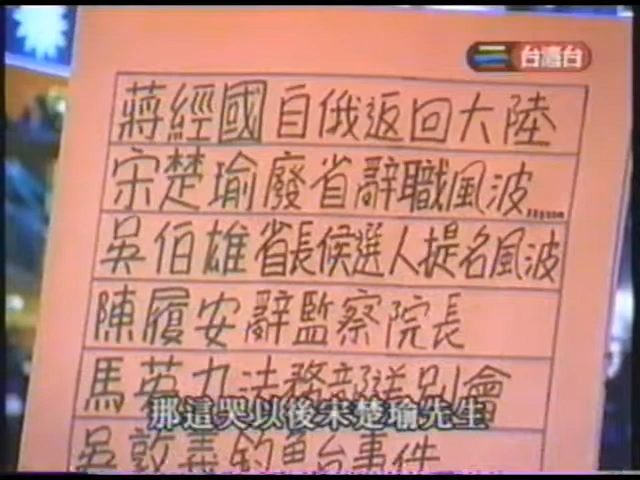 台灣台
蔣經國自俄返回大陸
宋楚瑜廢省辭職風波
吳伯雄省長候選人提名風波
陳履安辭監察院長
馬英九法務部送別會
那這哭以後宋楚瑜先生
吳敦義釣魚台事件